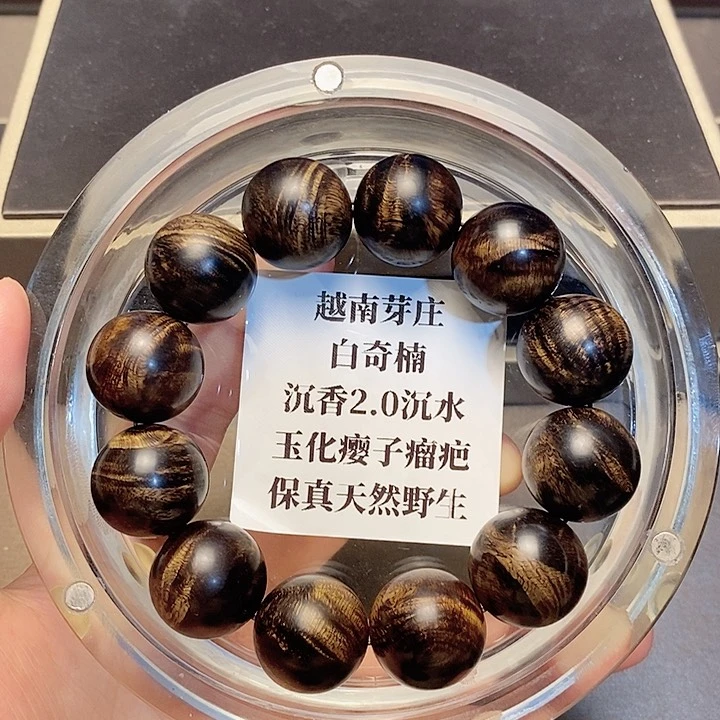 越南芽庄
白奇楠
沉香2.0沉水
玉化瘿子瘤疤
保真天然野生